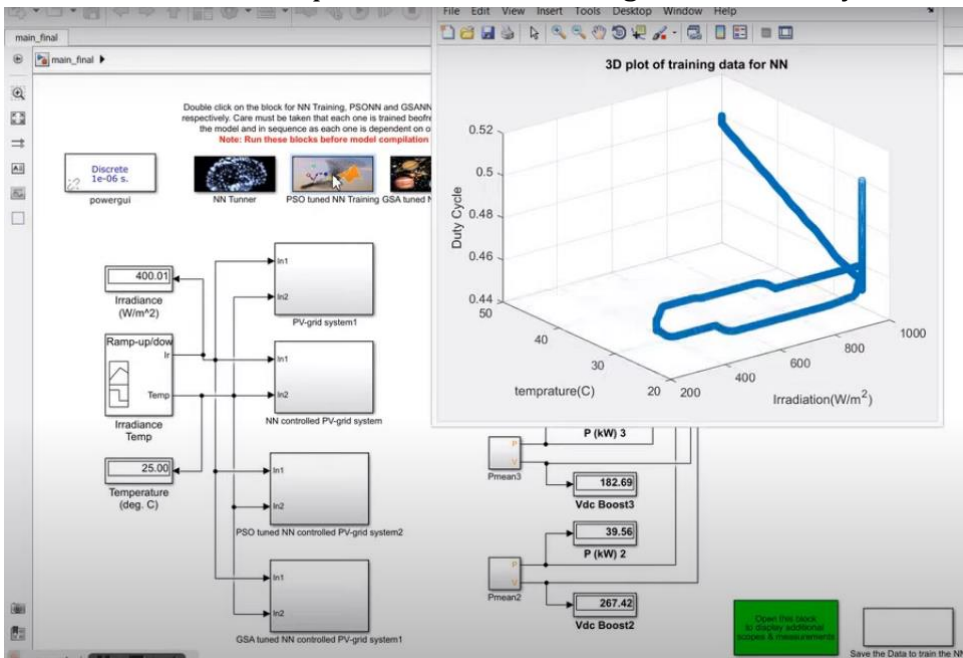 File Edit View Insert Tools Desktop Window Help
main_final
main_final
Double click on the block for NN Training, PSONN and GSANN
respectively. Care must be taken that each one is trained beofre
the model and in sequence as each one is dependent on o
Note: Run these blocks before model compilation
Discrete
1e-06 s.
powergui
NN Tunner
PSO tuned NN Training
GSA tuned N
3D plot of training data for NN
Duty Cycle
0.52
0.5
0.48
0.46
0.44
50
40
30
20
temprature(C)
200
400
600
800
1000
Irradiation(W/m2)
400.01
Irradiance
(W/m^2)
Ramp-up/dow
Ir
Temp
Irradiance
Temp
25.00
Temperature
(deg. C)
In1
In2
PV-grid system1
In1
In2
NN controlled PV-grid system
In1
In2
PSO tuned NN controlled PV-grid system2
In1
In2
GSA tuned NN controlled PV-grid system1
P (kW) 3
P
V
Pmean3
182.69
Vdc Boost3
39.56
P (kW) 2
P
V
Pmean2
267.42
Vdc Boost2
Open this block
to display additional
scopes & measurements
Save the Data to train the NN